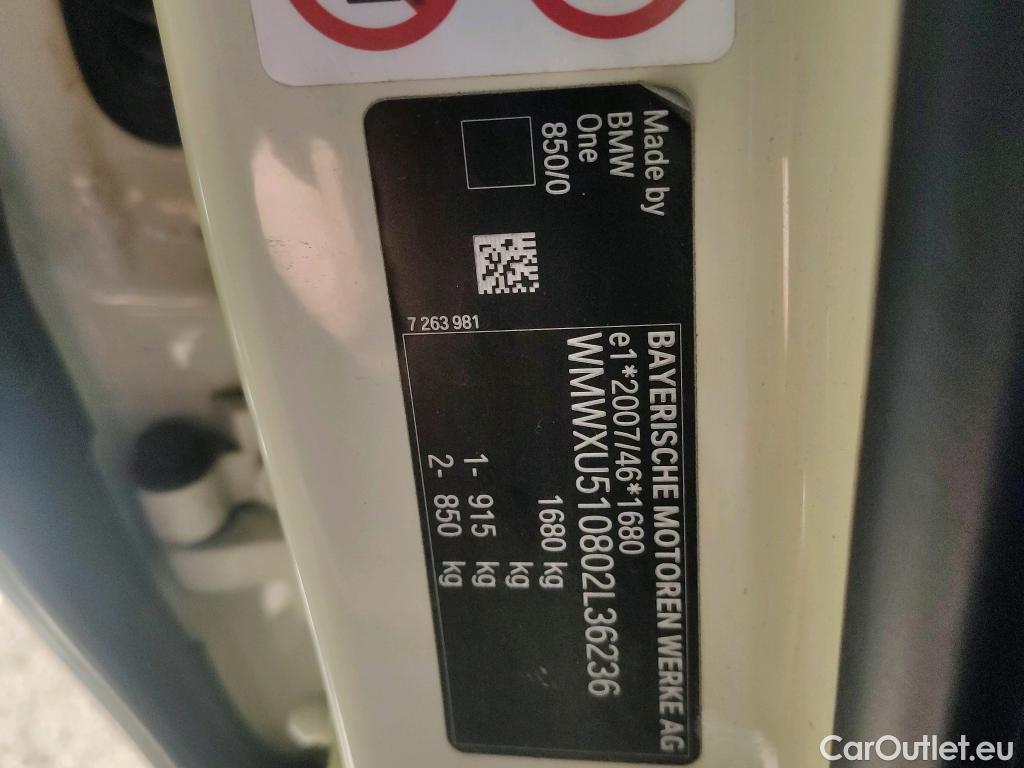 Made by
BMW
One
850/0
7 263 981
BAYERISCHE MOTOREN WERKE AG
e1*2007/46*1680
WMWXU510802L36236
1680 kg
kg
1- 915 kg
2- 850 kg
CarOutlet.eu